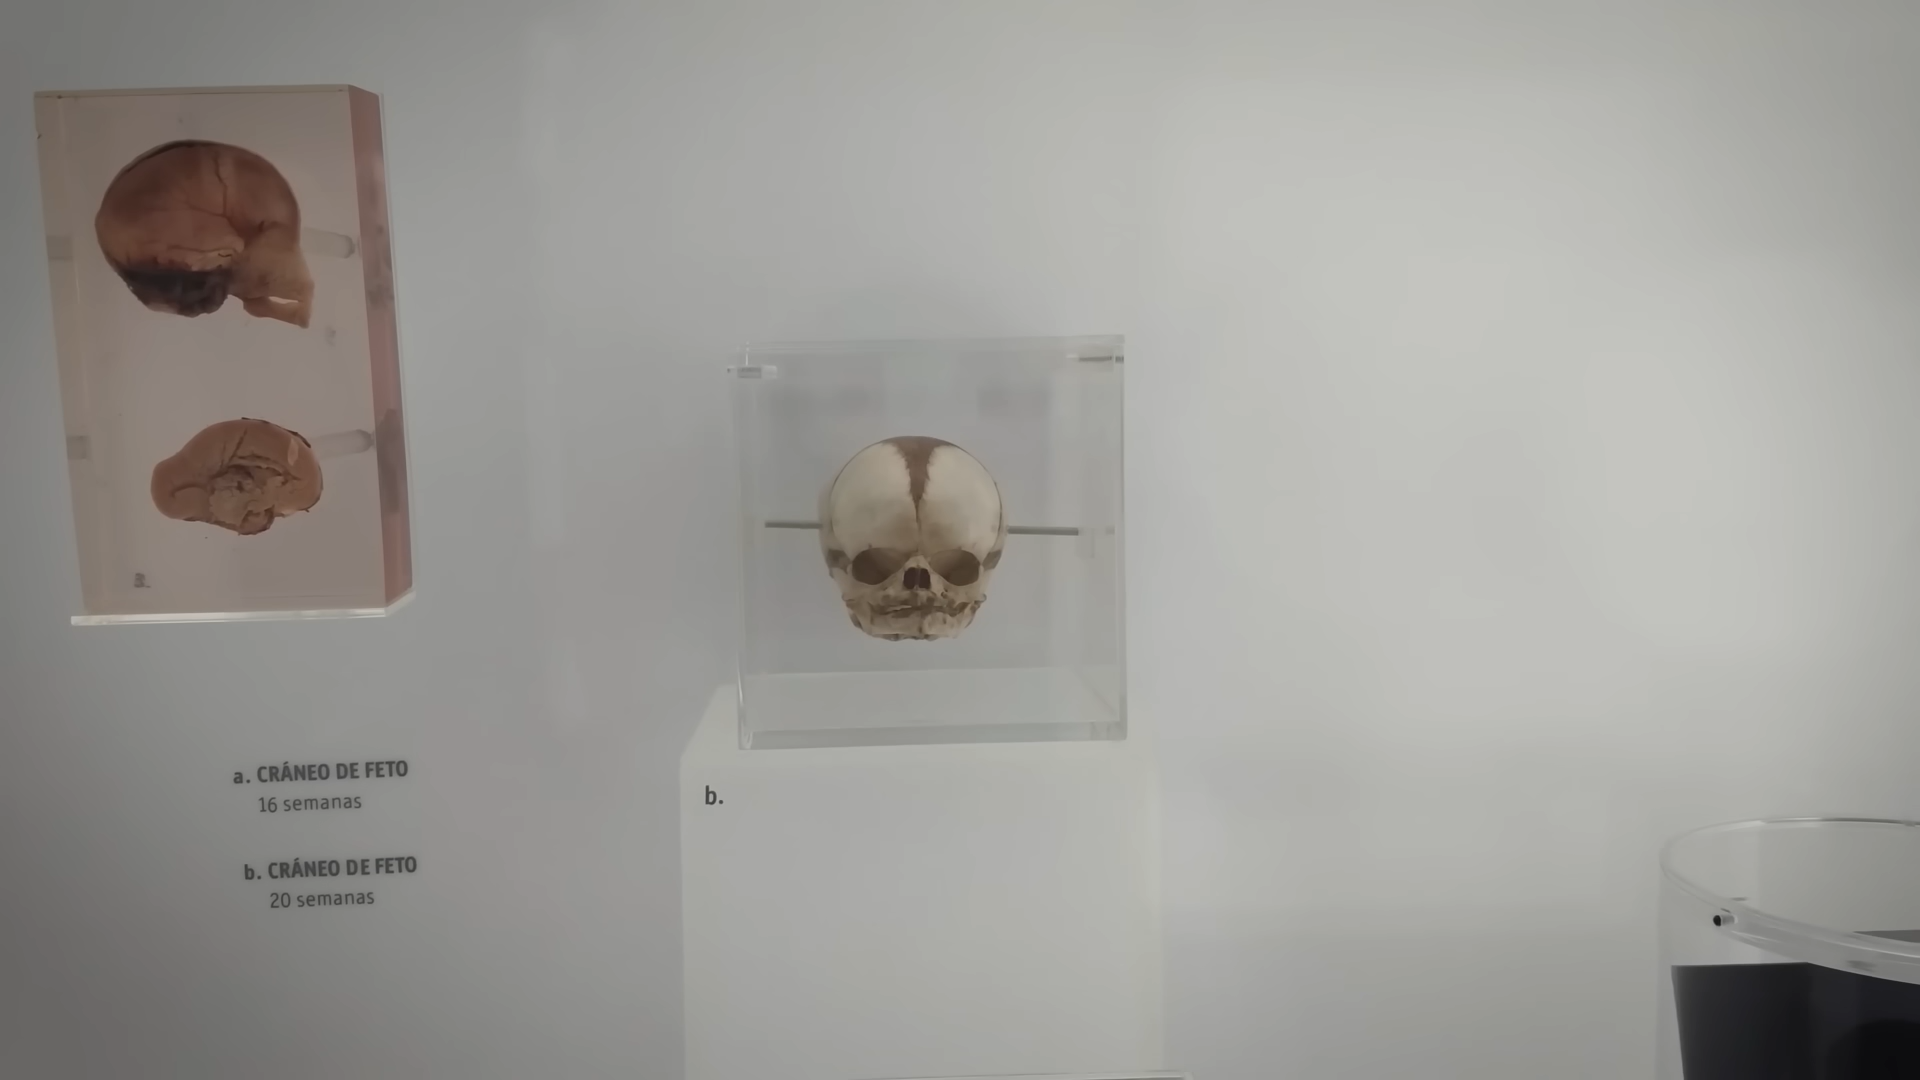 a. CRÁNEO DE FETO
16 semanas
b. CRÁNEO DE FETO
20 semanas
b.